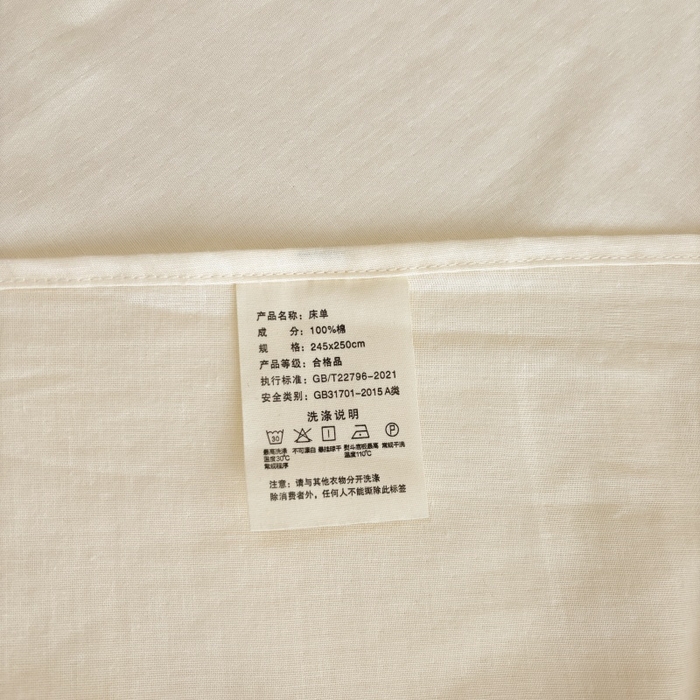 产品名称：床单
成 分：100%棉
规 格：245x250cm
产品等级：合格品
执行标准：GB/T22796-2021
安全类别：GB31701-2015 A类
洗涤说明
30 P
最高洗涤 不可漂白 悬挂晾干 熨斗底板最高 常规干洗
温度30℃ 温度110℃
常规程序
注意：请与其他衣物分开洗涤
除消费者外，任何人不能撕除此标签